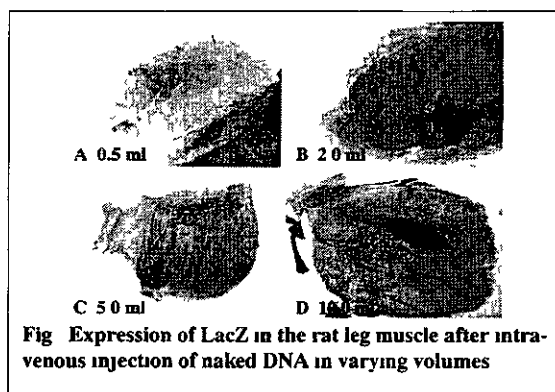 A 0.5 ml
B 2 0 ml
C 5 0 ml
D
Fig Expression of LacZ in the rat leg muscle after intra-
venous injection of naked DNA in varying volumes